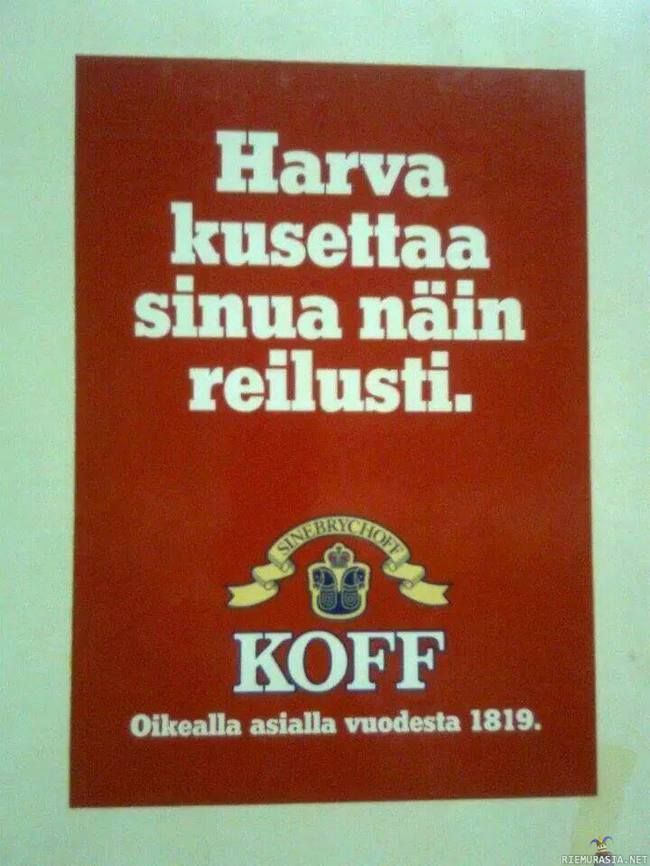 Harva
kusettaa
sinua näin
reilusti.
SINEBRYCHOFF
KOFF
Oikealla asialla vuodesta 1819.
RIEMURASIA.NET